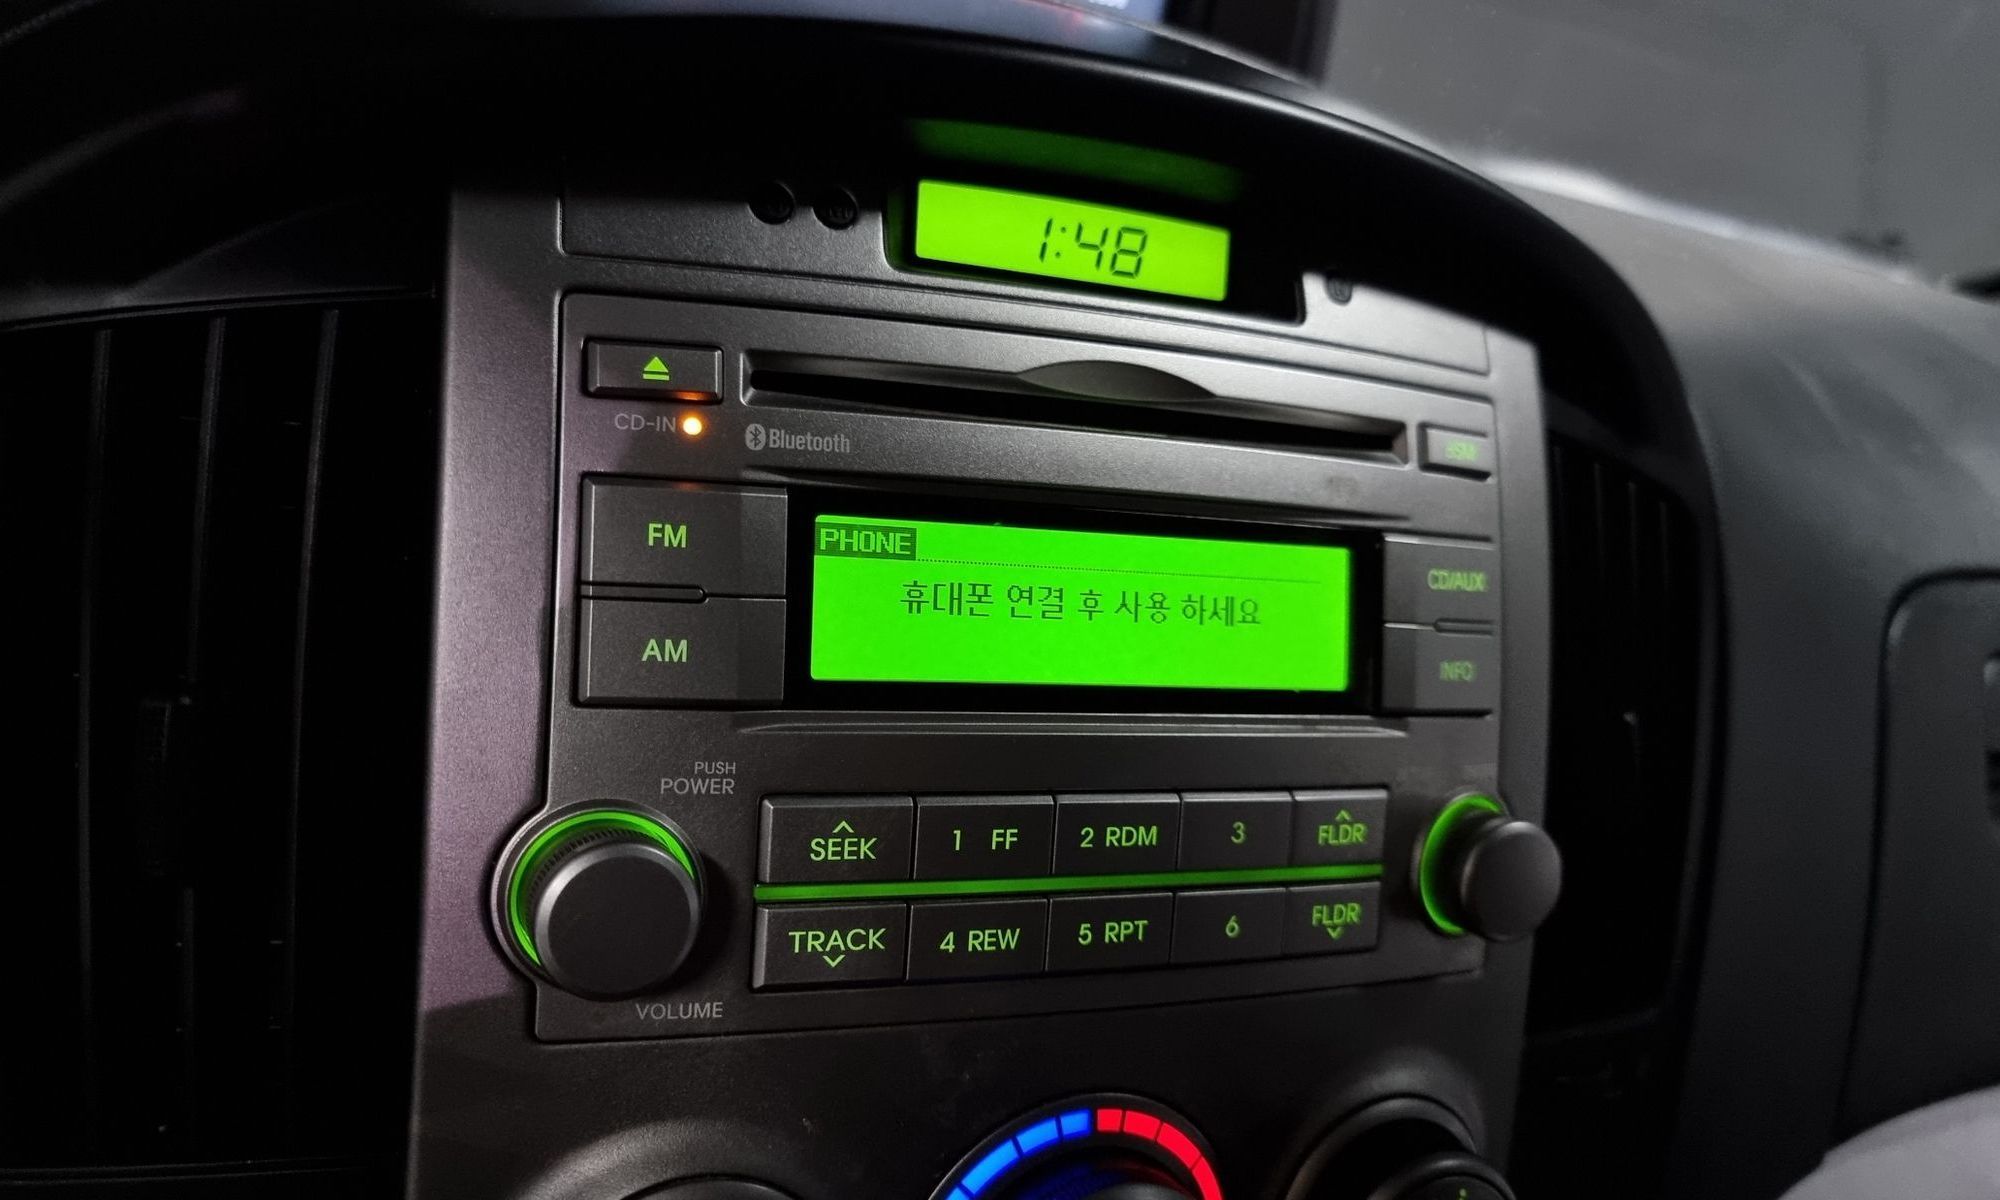 1:48
CD-IN
Bluetooth
FM
PHONE
휴대폰 연결 후 사용 하세요
CD/AUX
AM
INFO
PUSH
POWER
SEEK
1 FF
2 RDM
3
FLDR
TRACK
4 REW
5 RPT
6
FLDR
VOLUME